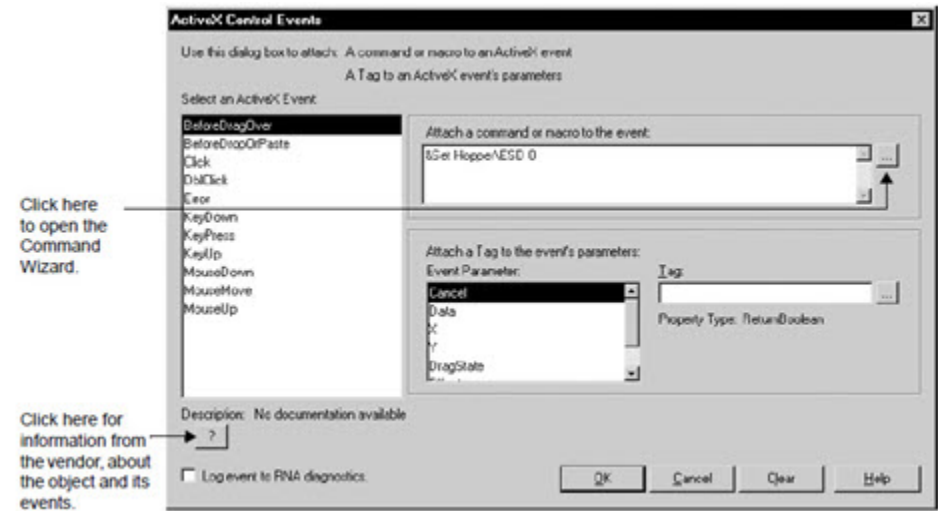 ActiveX Control Events
Use this dialog box to attach: A command or macro to an ActiveX event
A Tag to an ActiveX event's parameters
Select an ActiveX Event:
BeforeDragOver
BeforeDropOrPaste
Click
DblClick
Error
KeyDown
KeyPress
KeyUp
MouseDown
MouseMove
MouseUp
Attach a command or macro to the event:
&Set Hopper\ESD 0
...
Attach a Tag to the event's parameters:
Event Parameter:
Cancel
Data
X
Y
DragState
Tag:
...
Property Type: ReturnBoolean
Description: No documentation available
?
Log event to RNA diagnostics.
OK
Cancel
Clear
Help
Click here
to open the
Command
Wizard.
Click here for
information from
the vendor, about
the object and its
events.